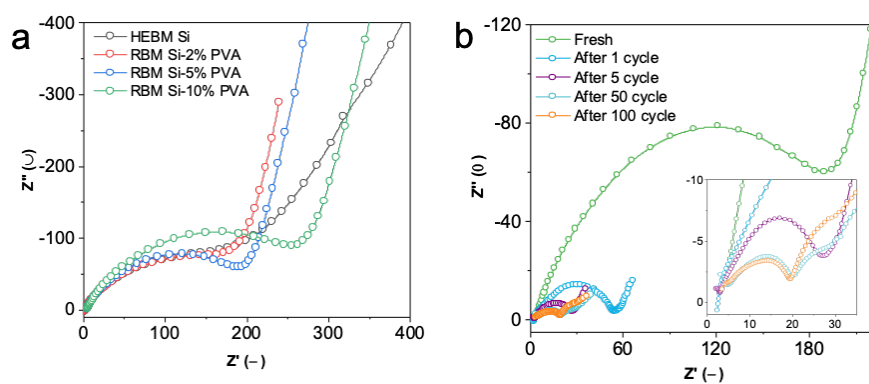 a
HEBM Si
RBM Si-2% PVA
RBM Si-5% PVA
RBM Si-10% PVA
-400
-300
-200
-100
0
0 100 200 300 400
Z'' (∪)
Z' (–)
b
Fresh
After 1 cycle
After 5 cycle
After 50 cycle
After 100 cycle
-120
-80
-40
0
0 60 120 180
Z'' (0)
Z' (–)
-10
-5
0
0 10 20 30